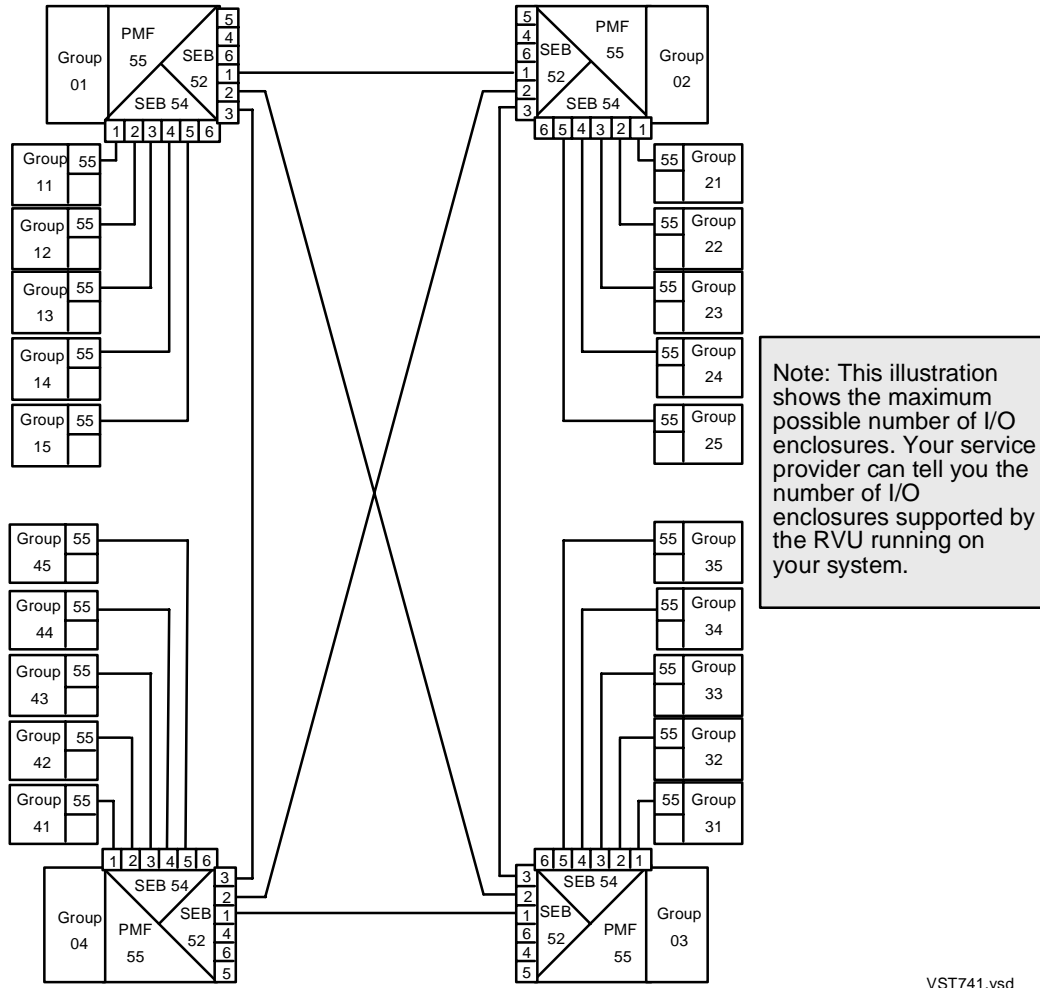 Group
01
PMF
55
SEB
52
SEB 54
5
4
6
1
2
3
1 2 3 4 5 6
Group
11
55
Group
12
55
Group
13
55
Group
14
55
Group
15
55
5
4
6
1
2
3
SEB
52
PMF
55
SEB 54
Group
02
6 5 4 3 2 1
55
Group
21
55
Group
22
55
Group
23
55
Group
24
55
Group
25
Note: This illustration
shows the maximum
possible number of I/O
enclosures. Your service
provider can tell you the
number of I/O
enclosures supported by
the RVU running on
your system.
Group
45
55
Group
44
55
Group
43
55
Group
42
55
Group
41
55
1 2 3 4 5 6
SEB 54
SEB
52
PMF
55
Group
04
3
2
1
4
6
5
55
Group
35
55
Group
34
55
Group
33
55
Group
32
55
Group
31
6 5 4 3 2 1
3
2
1
6
4
5
SEB 54
SEB
52
PMF
55
Group
03
VST741.vsd